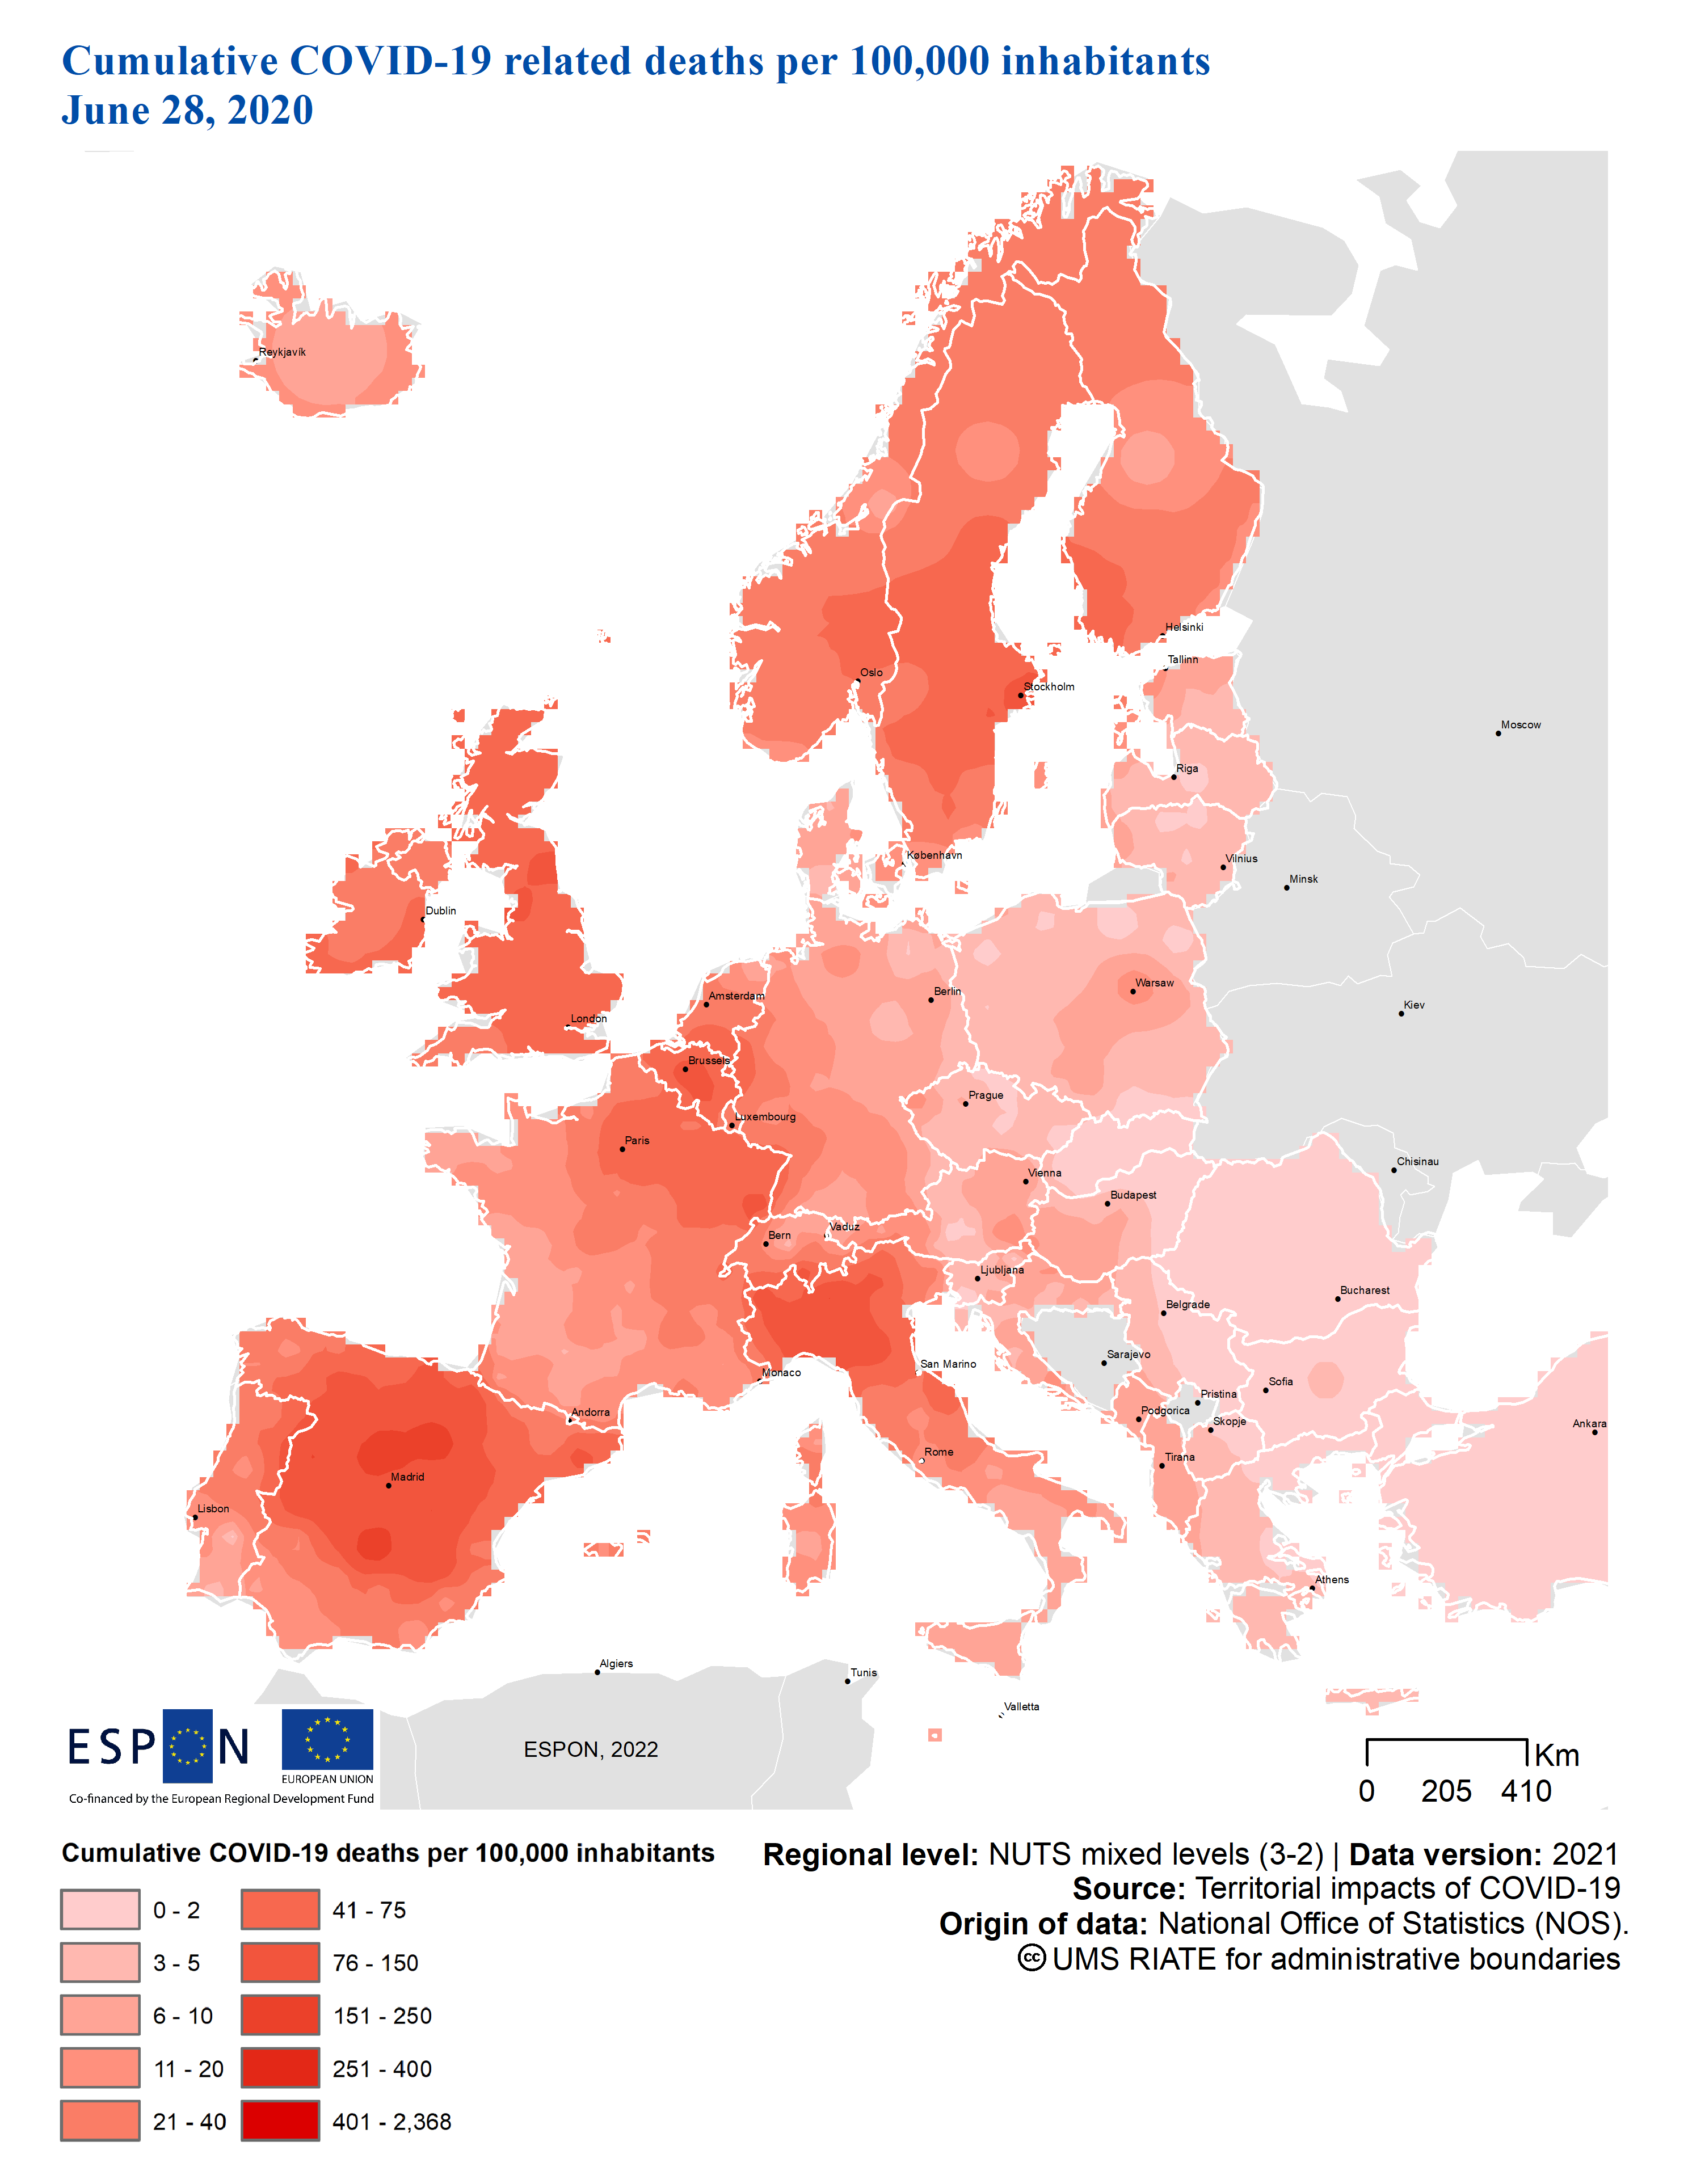 Cumulative COVID-19 related deaths per 100,000 inhabitants
June 28, 2020
Reykjavík
Helsinki
Tallinn
Oslo
Stockholm
Moscow
Riga
København
Vilnius
Minsk
Dublin
Warsaw
Berlin
Amsterdam
Kiev
London
Brussels
Prague
Luxembourg
Paris
Chisinau
Vienna
Budapest
Vaduz
Bern
Ljubljana
Bucharest
Belgrade
Sarajevo
San Marino
Monaco
Sofia
Pristina
Andorra
Podgorica
Skopje
Ankara
Rome
Tirana
Madrid
Lisbon
Athens
Algiers
Tunis
Valletta
ESPON
EUROPEAN UNION
Co-financed by the European Regional Development Fund
ESPON, 2022
Km
0 205 410
Cumulative COVID-19 deaths per 100,000 inhabitants
0 - 2
3 - 5
6 - 10
11 - 20
21 - 40
41 - 75
76 - 150
151 - 250
251 - 400
401 - 2,368
Regional level: NUTS mixed levels (3-2) | Data version: 2021
Source: Territorial impacts of COVID-19
Origin of data: National Office of Statistics (NOS).
cc UMS RIATE for administrative boundaries